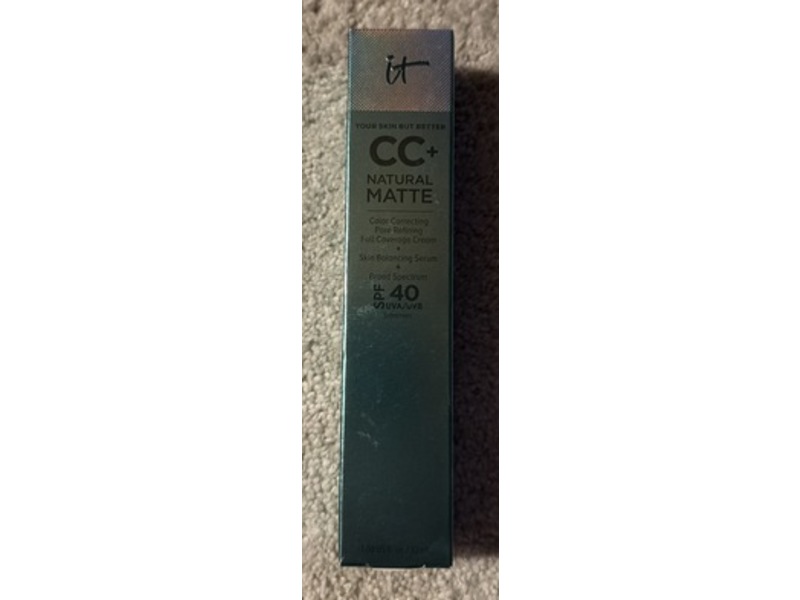 it
YOUR SKIN BUT BETTER
CC+
NATURAL
MATTE
Color Correcting
Pore Refining
Full Coverage Cream
+
Skin Balancing Serum
+
Broad Spectrum
SPF 40
UVA/UVB